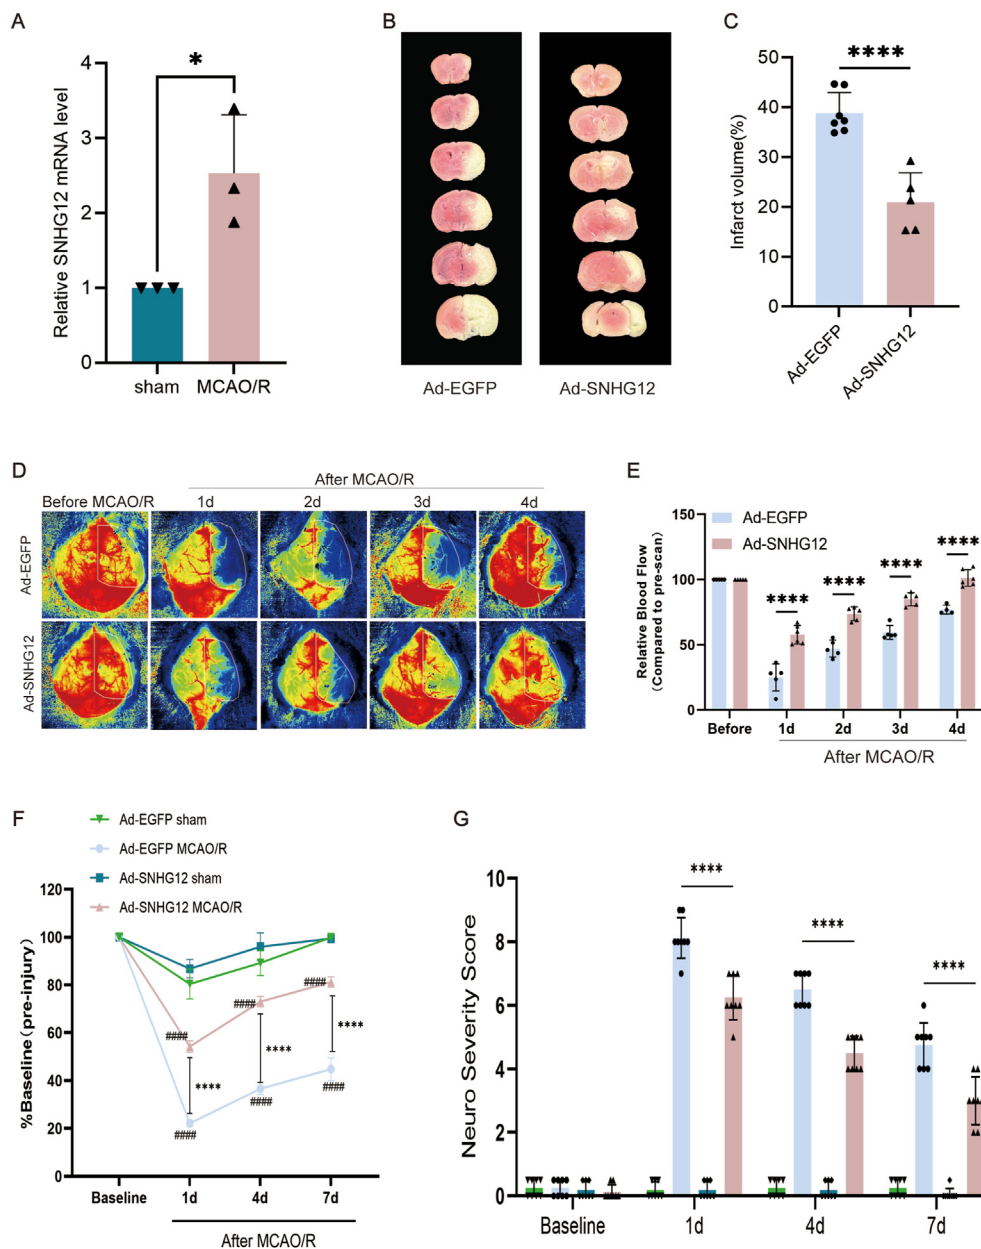 A
Relative SNHG12 mRNA level
4
3
2
1
0
*
sham
MCAO/R
B
Ad-EGFP
Ad-SNHG12
C
Infarct volume(%)
50
40
30
20
10
0
****
Ad-EGFP
Ad-SNHG12
D
After MCAO/R
Before MCAO/R 1d 2d 3d 4d
Ad-EGFP
Ad-SNHG12
E
Relative Blood Flow
(Compared to pre-scan)
150
100
50
0
Ad-EGFP
Ad-SNHG12
**** **** **** ****
Before 1d 2d 3d 4d
After MCAO/R
F
Ad-EGFP sham
Ad-EGFP MCAO/R
Ad-SNHG12 sham
Ad-SNHG12 MCAO/R
%Baseline(pre-injury)
120
100
80
60
40
20
0
#### #### ####
**** **** ****
#### #### ####
Baseline 1d 4d 7d
After MCAO/R
G
Neuro Severity Score
10
8
6
4
2
0
**** **** ****
Baseline 1d 4d 7d